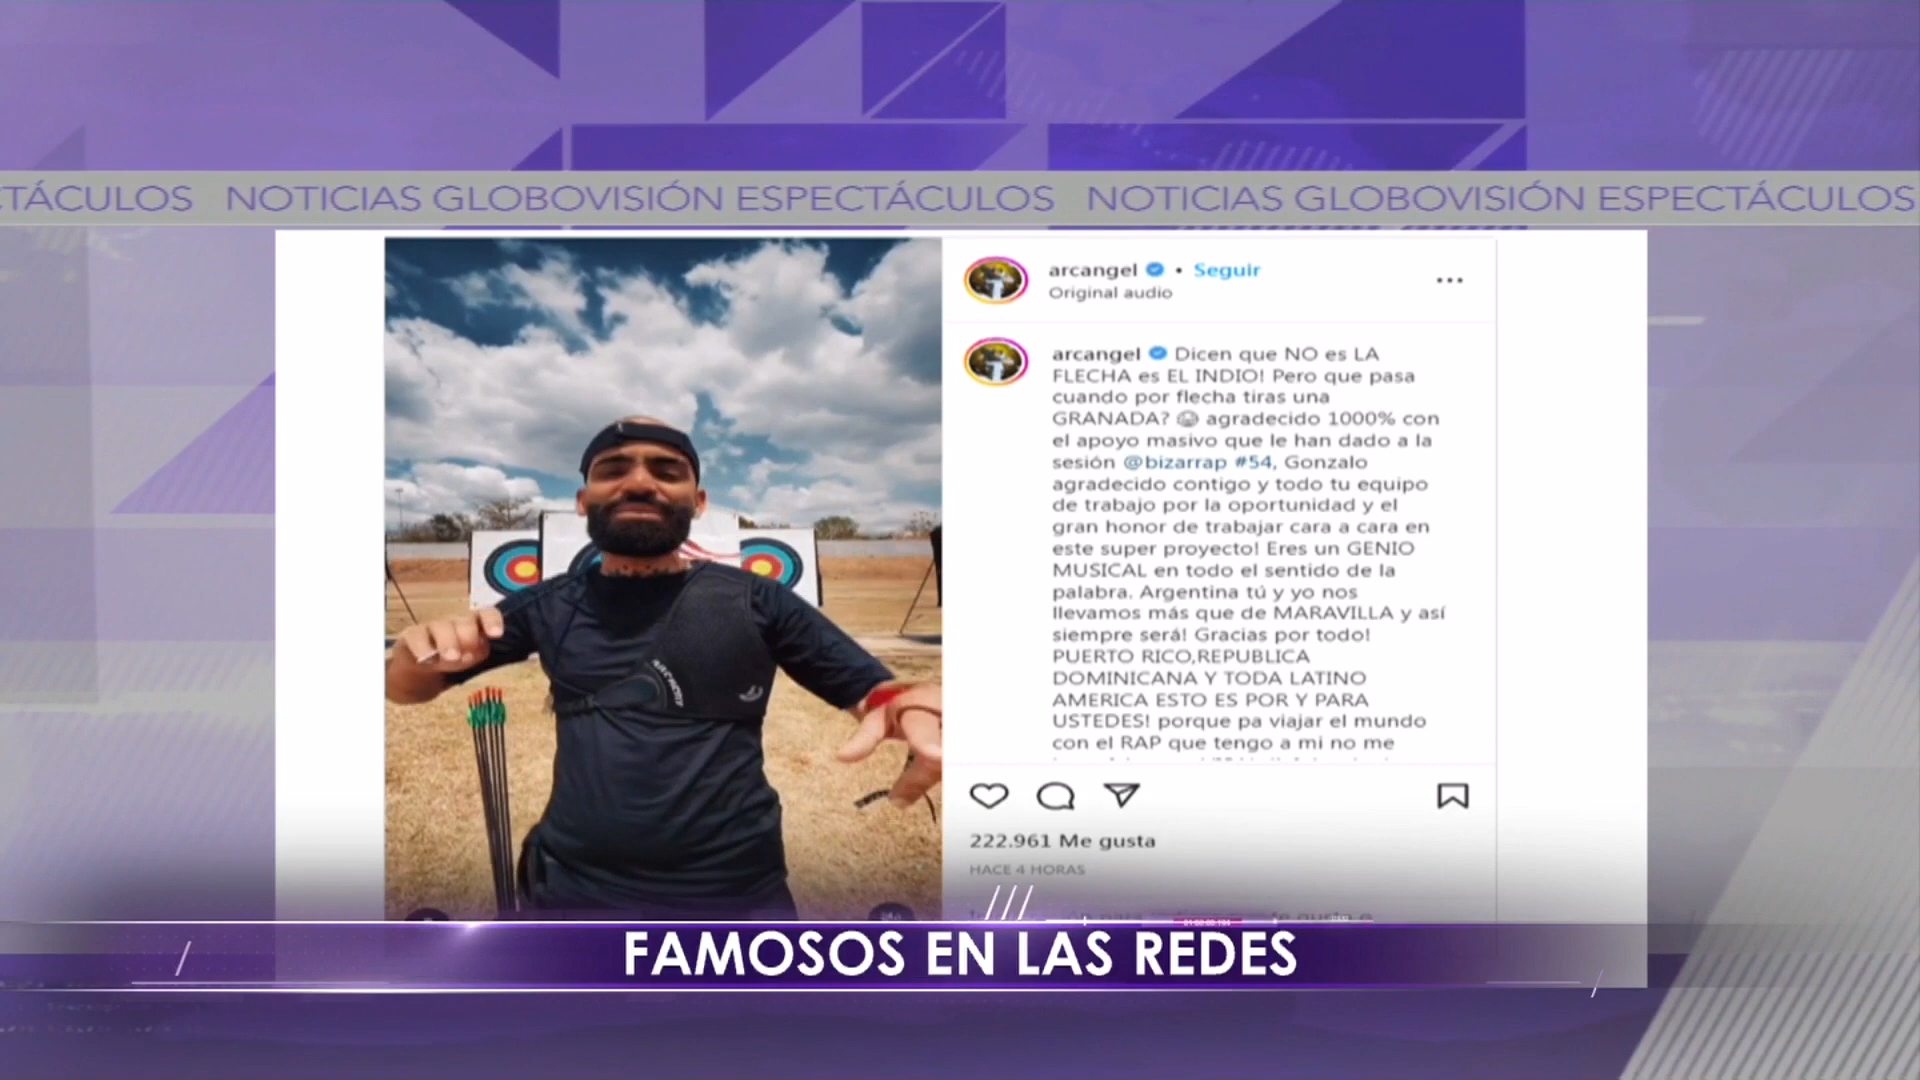 CTÁCULOS NOTICIAS GLOBOVISIÓN ESPECTÁCULOS NOTICIAS GLOBOVISIÓN ESPECTÁCULOS
arcangel • Seguir
Original audio
arcangel Dicen que NO es LA
FLECHA es EL INDIO! Pero que pasa
cuando por flecha tiras una
GRANADA? 😱 agradecido 1000% con
el apoyo masivo que le han dado a la
sesión @bizarrap #54, Gonzalo
agradecido contigo y todo tu equipo
de trabajo por la oportunidad y el
gran honor de trabajar cara a cara en
este super proyecto! Eres un GENIO
MUSICAL en todo el sentido de la
palabra. Argentina tú y yo nos
llevamos más que de MARAVILLA y así
siempre será! Gracias por todo!
PUERTO RICO,REPUBLICA
DOMINICANA Y TODA LATINO
AMERICA ESTO ES POR Y PARA
USTEDES! porque pa viajar el mundo
con el RAP que tengo a mi no me
222.961 Me gusta
HACE 4 HORAS
ARCHERY
FAMOSOS EN LAS REDES